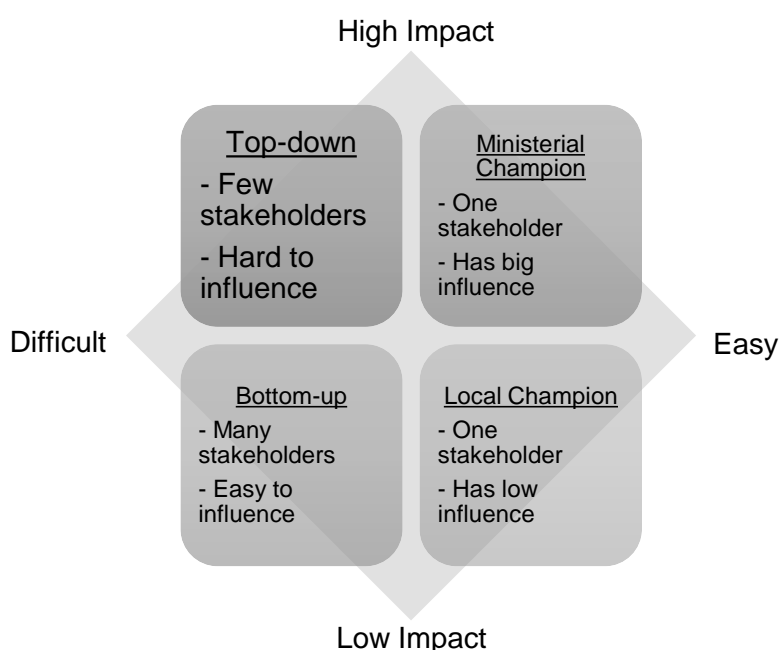 High Impact
Top-down
- Few
stakeholders
- Hard to
influence
Ministerial
Champion
- One
stakeholder
- Has big
influence
Difficult
Easy
Bottom-up
- Many
stakeholders
- Easy to
influence
Local Champion
- One
stakeholder
- Has low
influence
Low Impact